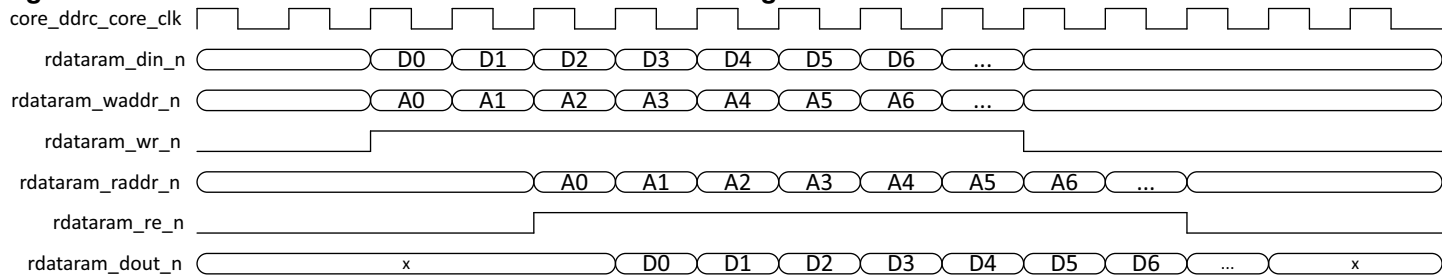 core_ddrc_core_clk
rdataram_din_n D0 D1 D2 D3 D4 D5 D6 ...
rdataram_waddr_n A0 A1 A2 A3 A4 A5 A6 ...
rdataram_wr_n
rdataram_raddr_n A0 A1 A2 A3 A4 A5 A6 ...
rdataram_re_n
rdataram_dout_n x D0 D1 D2 D3 D4 D5 D6 ... x